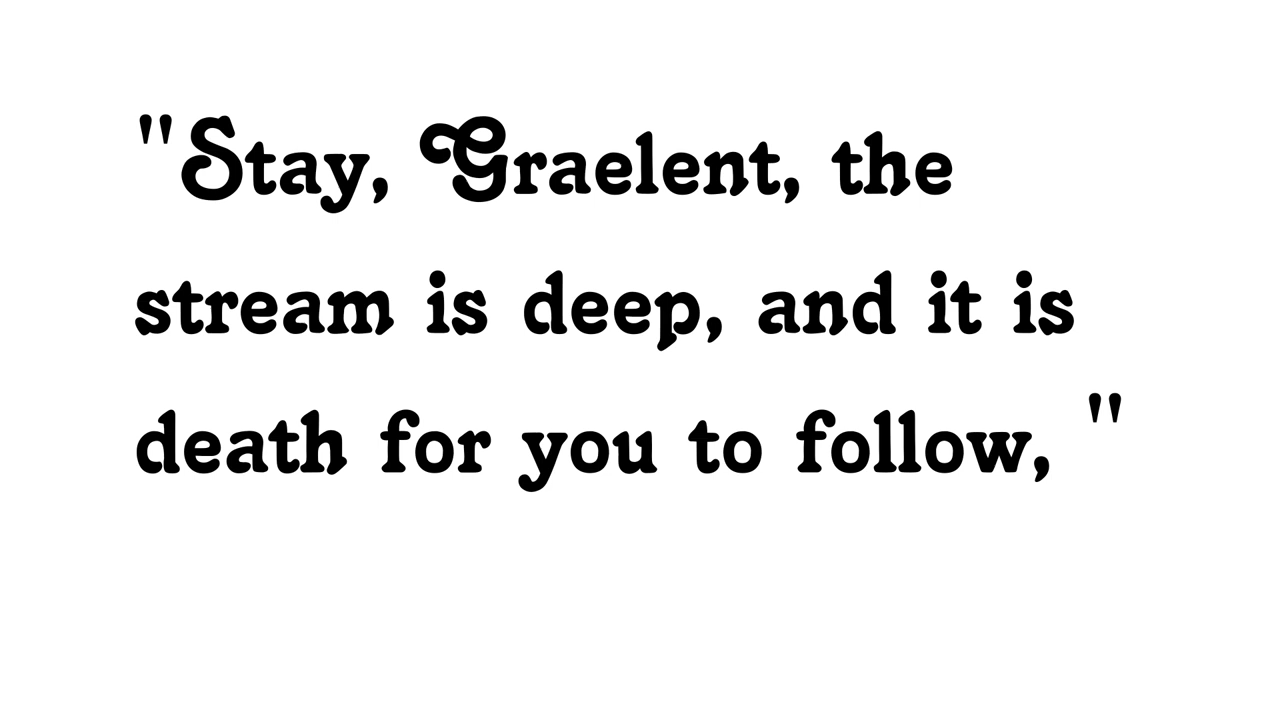 "Stay, Graelent, the
stream is deep, and it is
death for you to follow, "